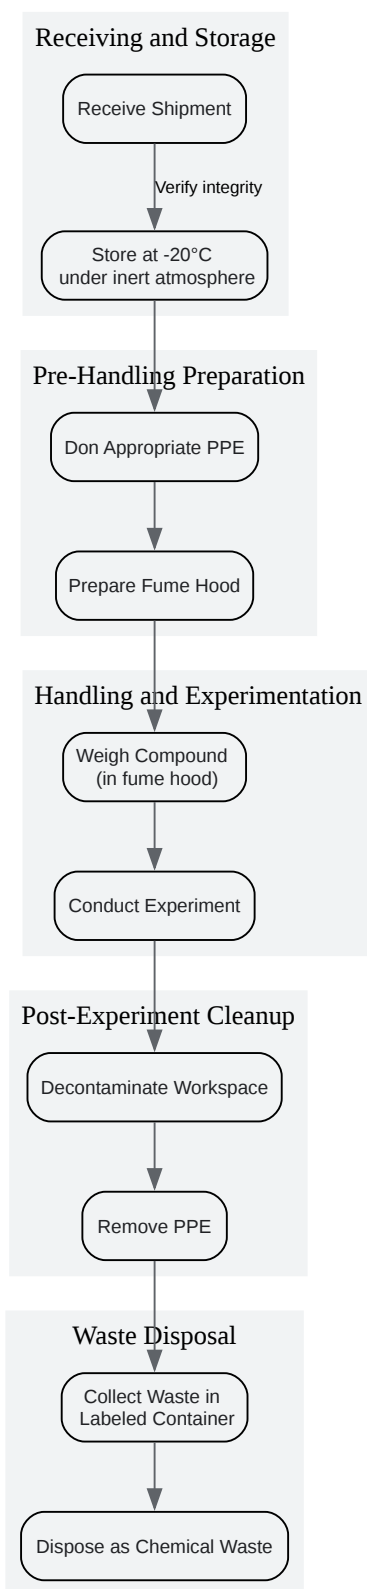 Receiving and Storage
Receive Shipment
Verify integrity
Store at -20°C
under inert atmosphere
Pre-Handling Preparation
Don Appropriate PPE
Prepare Fume Hood
Handling and Experimentation
Weigh Compound
(in fume hood)
Conduct Experiment
Post-Experiment Cleanup
Decontaminate Workspace
Remove PPE
Waste Disposal
Collect Waste in
Labeled Container
Dispose as Chemical Waste